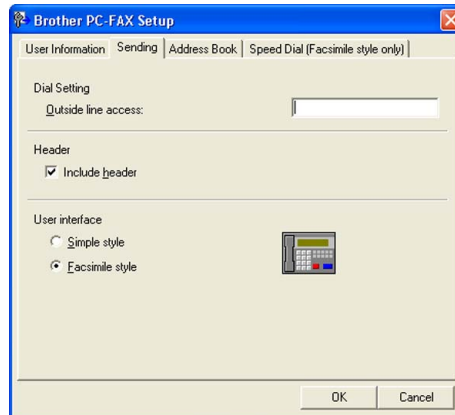 Brother PC-FAX Setup
User Information Sending Address Book Speed Dial (Facsimile style only)
Dial Setting
Outside line access:
Header
Include header
User interface
Simple style
Facsimile style
OK Cancel